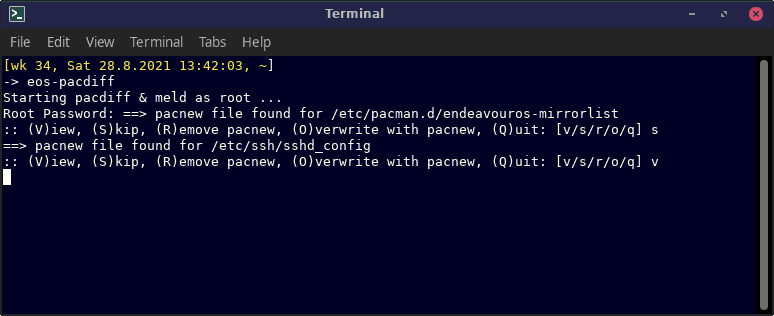 Terminal
File Edit View Terminal Tabs Help
[wk 34, Sat 28.8.2021 13:42:03, ~]
-> eos-pacdiff
Starting pacdiff & meld as root ...
Root Password: ==> pacnew file found for /etc/pacman.d/endeavouros-mirrorlist
:: (V)iew, (S)kip, (R)emove pacnew, (O)verwrite with pacnew, (Q)uit: [v/s/r/o/q] s
==> pacnew file found for /etc/ssh/sshd_config
:: (V)iew, (S)kip, (R)emove pacnew, (O)verwrite with pacnew, (Q)uit: [v/s/r/o/q] v